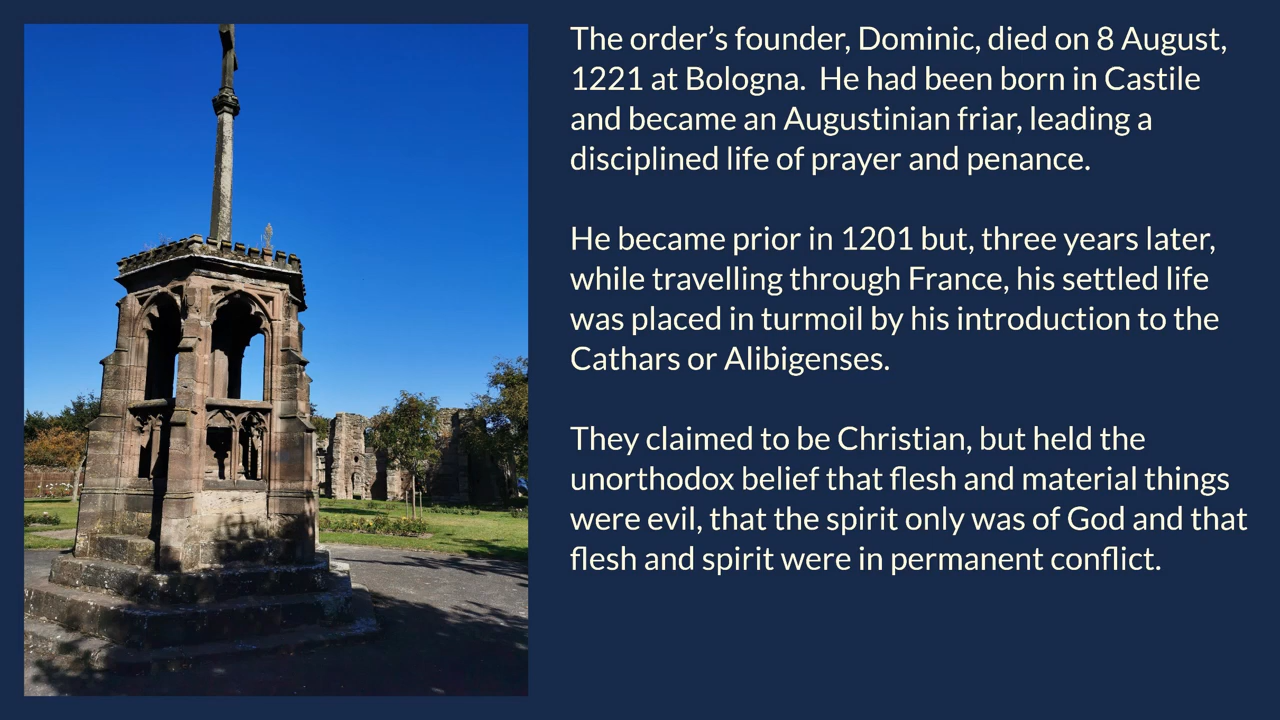 The order’s founder, Dominic, died on 8 August,
1221 at Bologna.  He had been born in Castile
and became an Augustinian friar, leading a
disciplined life of prayer and penance.
He became prior in 1201 but, three years later,
while travelling through France, his settled life
was placed in turmoil by his introduction to the
Cathars or Alibigenses.
They claimed to be Christian, but held the
unorthodox belief that flesh and material things
were evil, that the spirit only was of God and that
flesh and spirit were in permanent conflict.